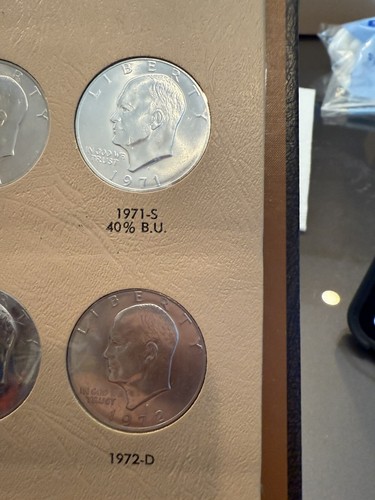 LIBERTY
IN GOD WE
TRUST
1971
1971-S
40% B.U.
LIBERTY
IN GOD WE
TRUST
1972
1972-D